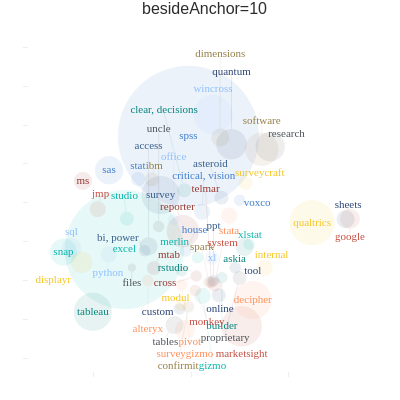 besideAnchor=10
dimensions
quantum
wincross
clear, decisions
software
uncle
research
spss
access
office
asteroid
statibm
sas
critical, vision
surveycraft
ms
telmar
jmp
studio
survey
voxco
sheets
reporter
qualtrics
sql
house
ppt
stata
xlstat
google
bi, power
merlin
system
snap
excel
spark
mtab
xl
askia
internal
python
rstudio
tool
displayr
files
cross
modul
decipher
tableau
custom
online
monkey
builder
alteryx
proprietary
tables
pivot
surveygizmo
marketsight
confirmit
gizmo